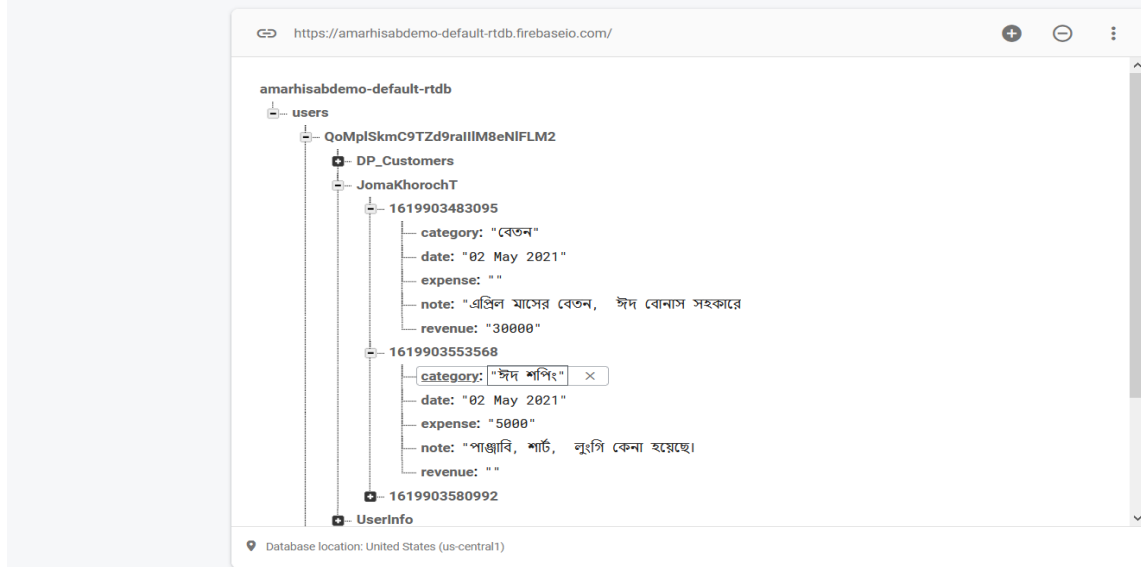 https://amarhisabdemo-default-rtdb.firebaseio.com/
amarhisabdemo-default-rtdb
users
QoMplSkmC9TZd9raIIlM8eNlFLM2
DP_Customers
JomaKhorochT
1619903483095
category: "বেতন"
date: "02 May 2021"
expense: ""
note: "এপ্রিল মাসের বেতন, ঈদ বোনাস সহকারে
revenue: "30000"
1619903553568
category: "ঈদ শপিং" ×
date: "02 May 2021"
expense: "5000"
note: "পাঞ্জাবি, শার্ট, লুংগি কেনা হয়েছে।
revenue: ""
1619903580992
UserInfo
Database location: United States (us-central1)